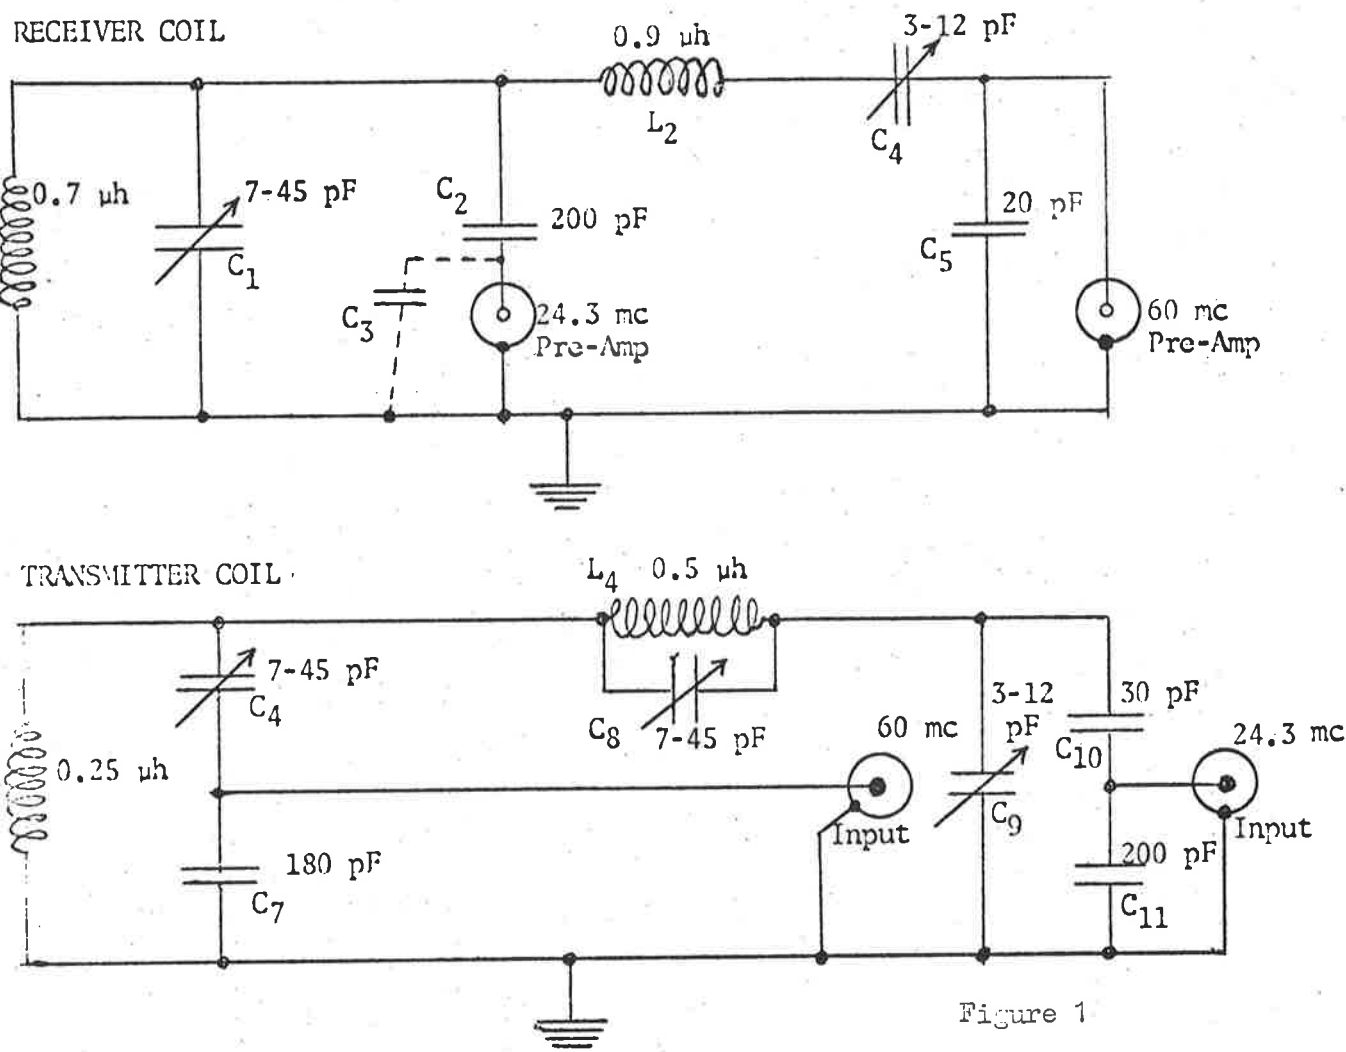 RECEIVER COIL
0.9 µh
3-12 pF
L2
C4
0.7 µh
7-45 pF
C1
C2
200 pF
C3
24.3 mc
Pre-Amp
20 pF
C5
60 mc
Pre-Amp
TRANSMITTER COIL
L4 0.5 µh
7-45 pF
C4
C8 7-45 pF
0.25 µh
60 mc
Input
3-12
pF
C9
30 pF
C10
24.3 mc
Input
180 pF
C7
200 pF
C11
Figure 1